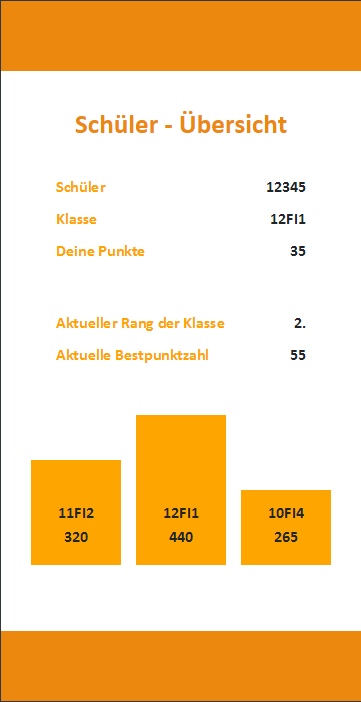 Schüler - Übersicht
Schüler 12345
Klasse 12FI1
Deine Punkte 35
Aktueller Rang der Klasse 2.
Aktuelle Bestpunktzahl 55
11FI2 12FI1 10FI4
320 440 265